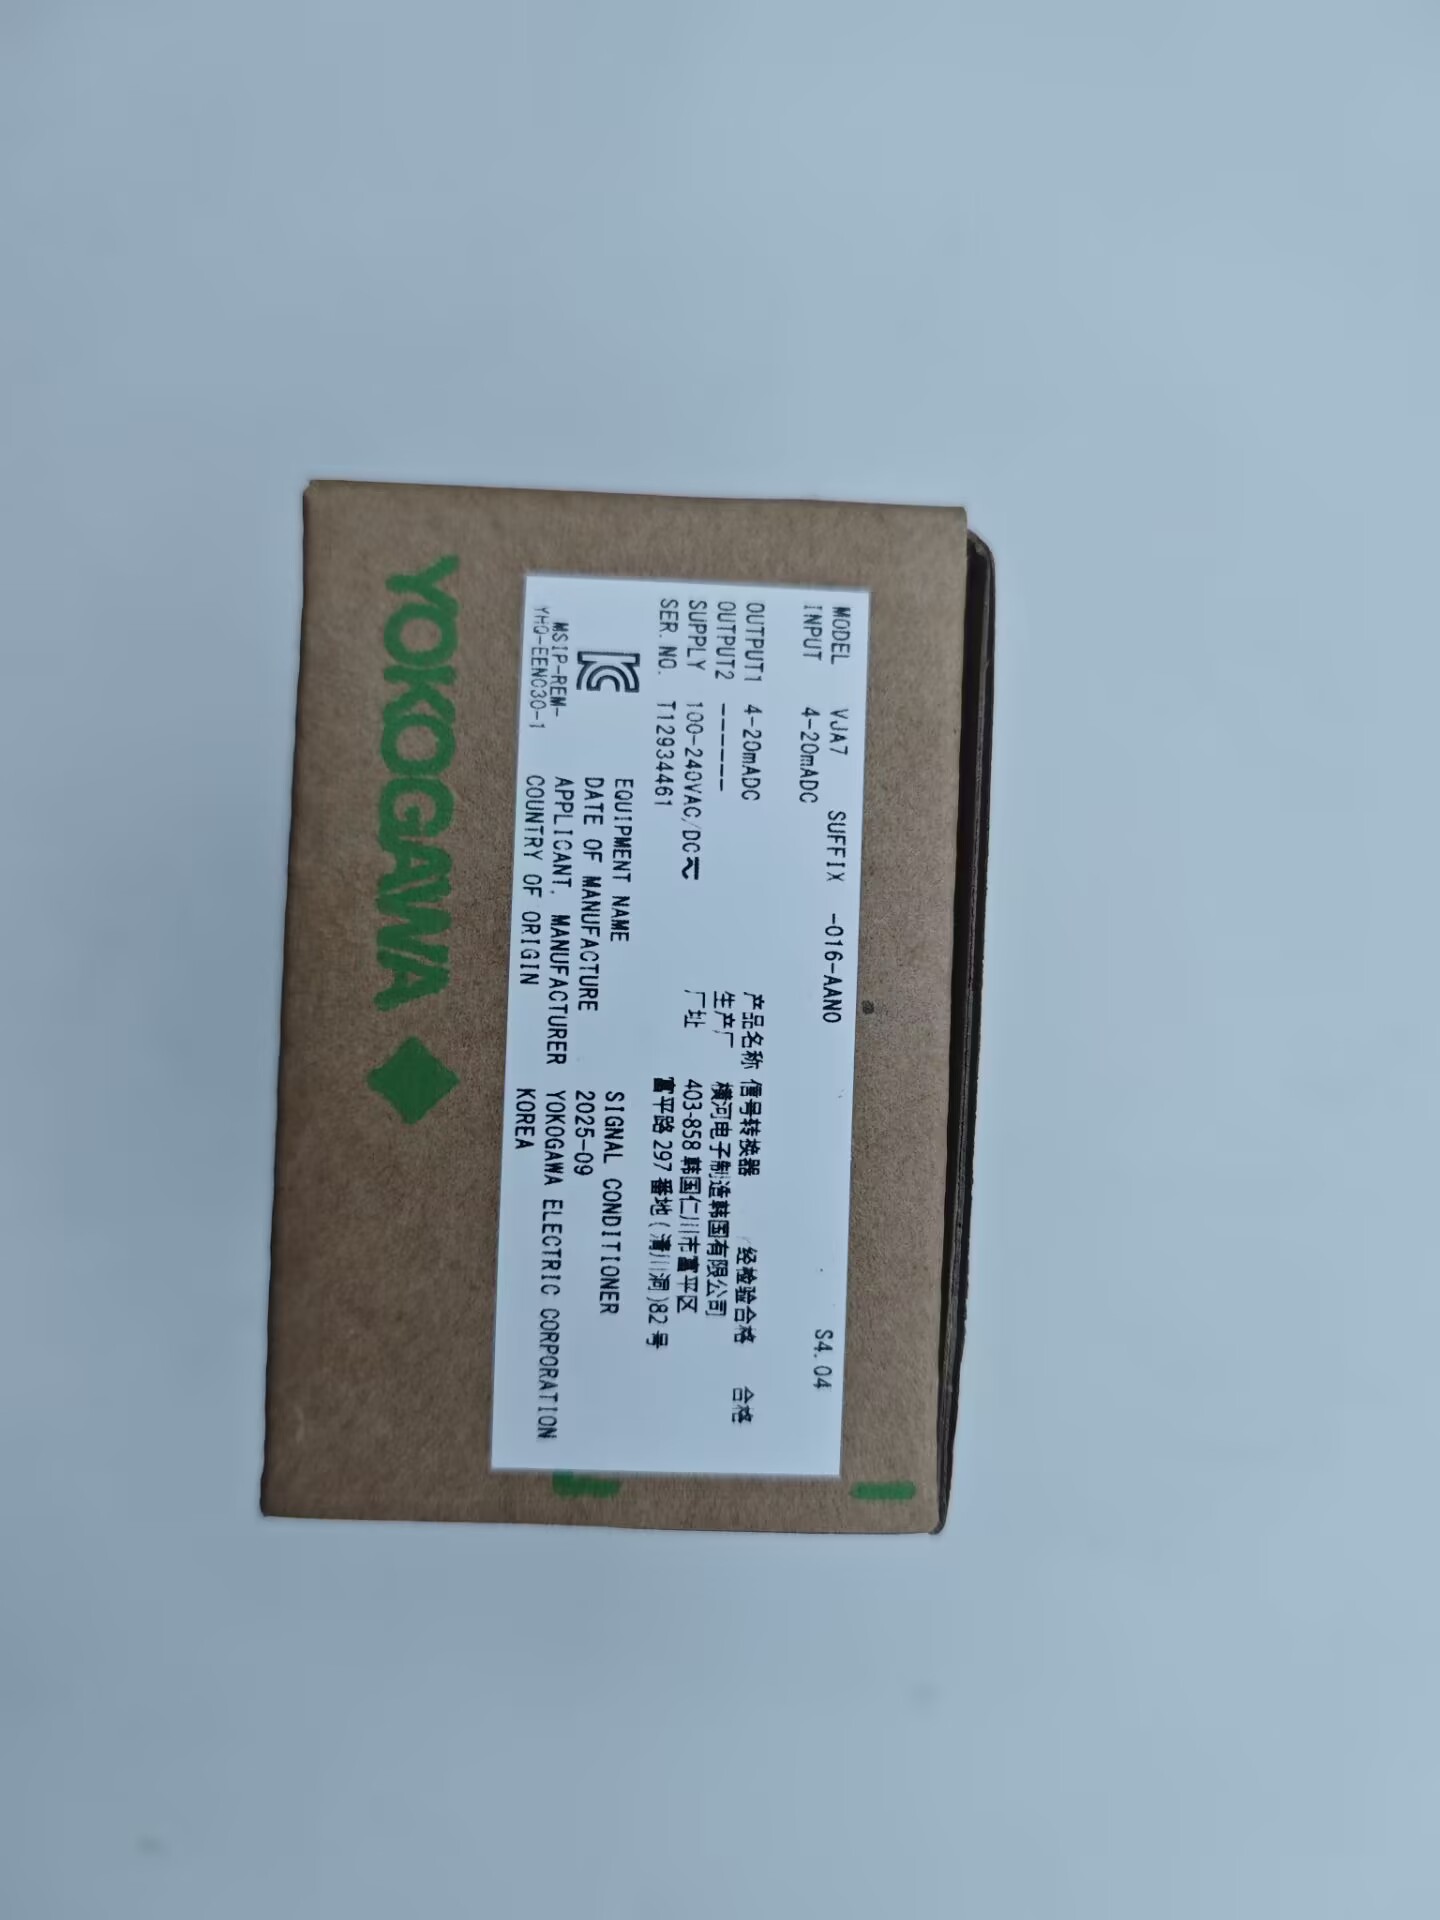 MODEL VJA7 SUFFIX -016-AAN0 S4.04
INPUT 4-20mADC
OUTPUT1 4-20mADC
OUTPUT2 ------
SUPPLY 100-240VAC/DC
SER. NO. T12934461
产品名称 信号转换器 经检验合格 合格
生产厂 横河电子制造韩国有限公司
厂址 403-858 韩国仁川市富平区
富平路 297 番地(清川洞)82 号
EQUIPMENT NAME SIGNAL CONDITIONER
DATE OF MANUFACTURE 2025-09
APPLICANT, MANUFACTURER YOKOGAWA ELECTRIC CORPORATION
COUNTRY OF ORIGIN KOREA
MSIP-REM-
YHQ-EEN030-1
YOKOGAWA